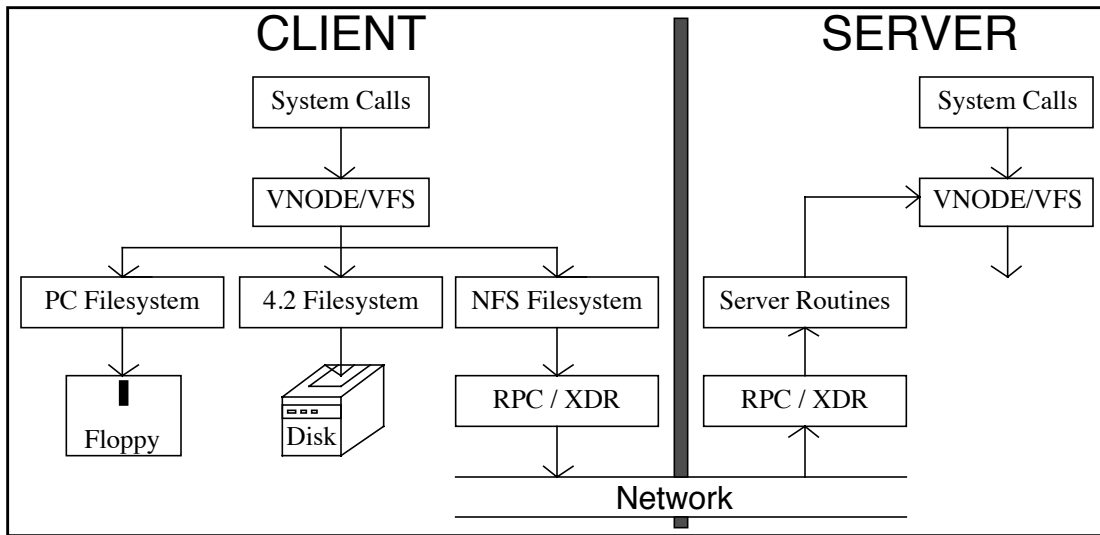 CLIENT
SERVER
System Calls
System Calls
VNODE/VFS
VNODE/VFS
PC Filesystem
4.2 Filesystem
NFS Filesystem
Server Routines
Floppy
Disk
RPC / XDR
RPC / XDR
Network